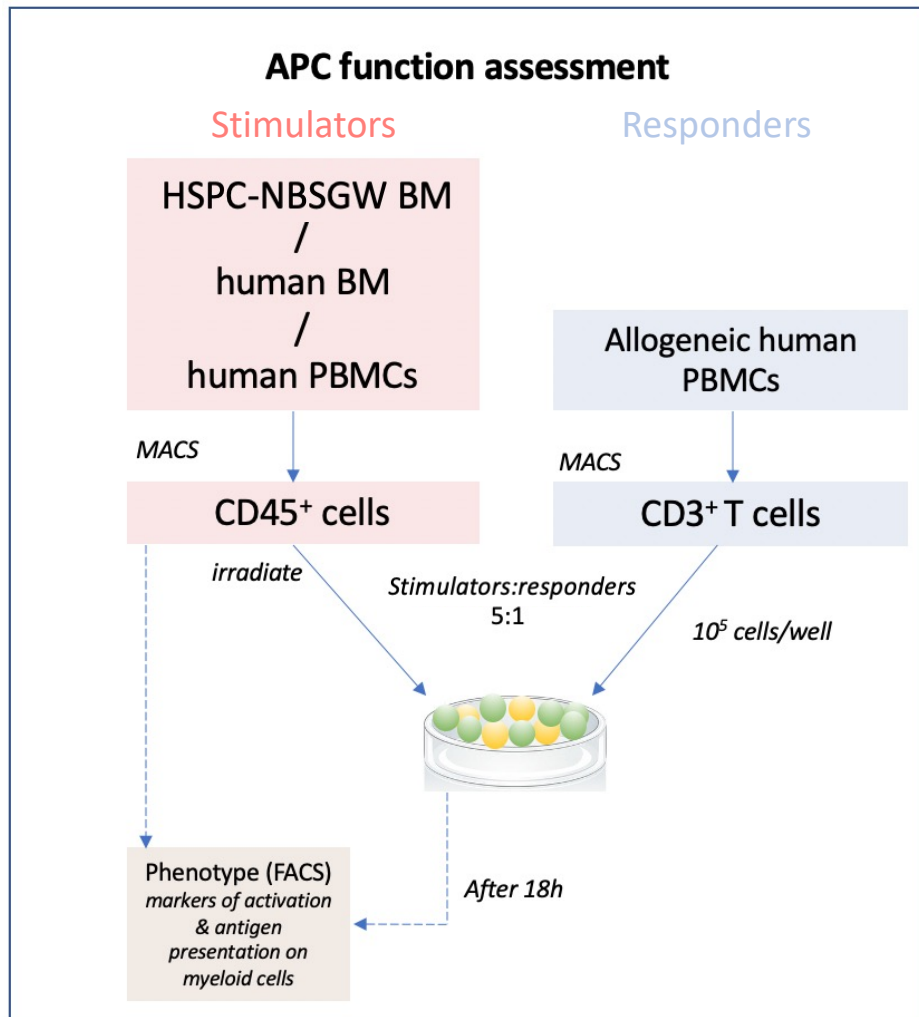 APC function assessment
Stimulators
Responders
HSPC-NBSGW BM
/
human BM
/
human PBMCs
Allogeneic human
PBMCs
MACS
MACS
CD45⁺ cells
CD3⁺ T cells
irradiate
Stimulators:responders
5:1
10⁵ cells/well
Phenotype (FACS)
markers of activation
& antigen
presentation on
myeloid cells
After 18h